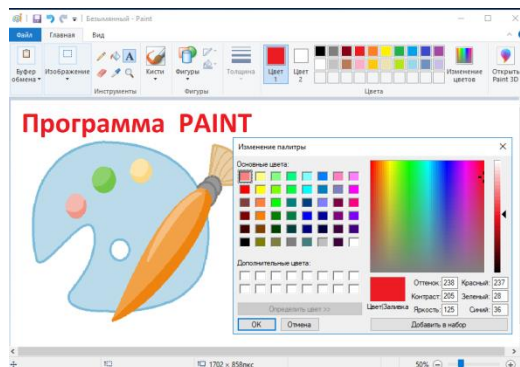 Безымянный - Paint
Файл Главная Вид
Буфер обмена Изображение Кисти Фигуры Толщина Цвет 1 Цвет 2 Изменение цветов Открыть Paint 3D
Инструменты Фигуры Цвета
Программа PAINT
Изменение палитры
Основные цвета:
Дополнительные цвета:
Определить цвет >>
ОК Отмена
Цвет|Заливка
Оттенок: 238 Красный: 237
Контраст: 205 Зеленый: 28
Яркость: 125 Синий: 36
Добавить в набор
1702 × 858пкс 50%